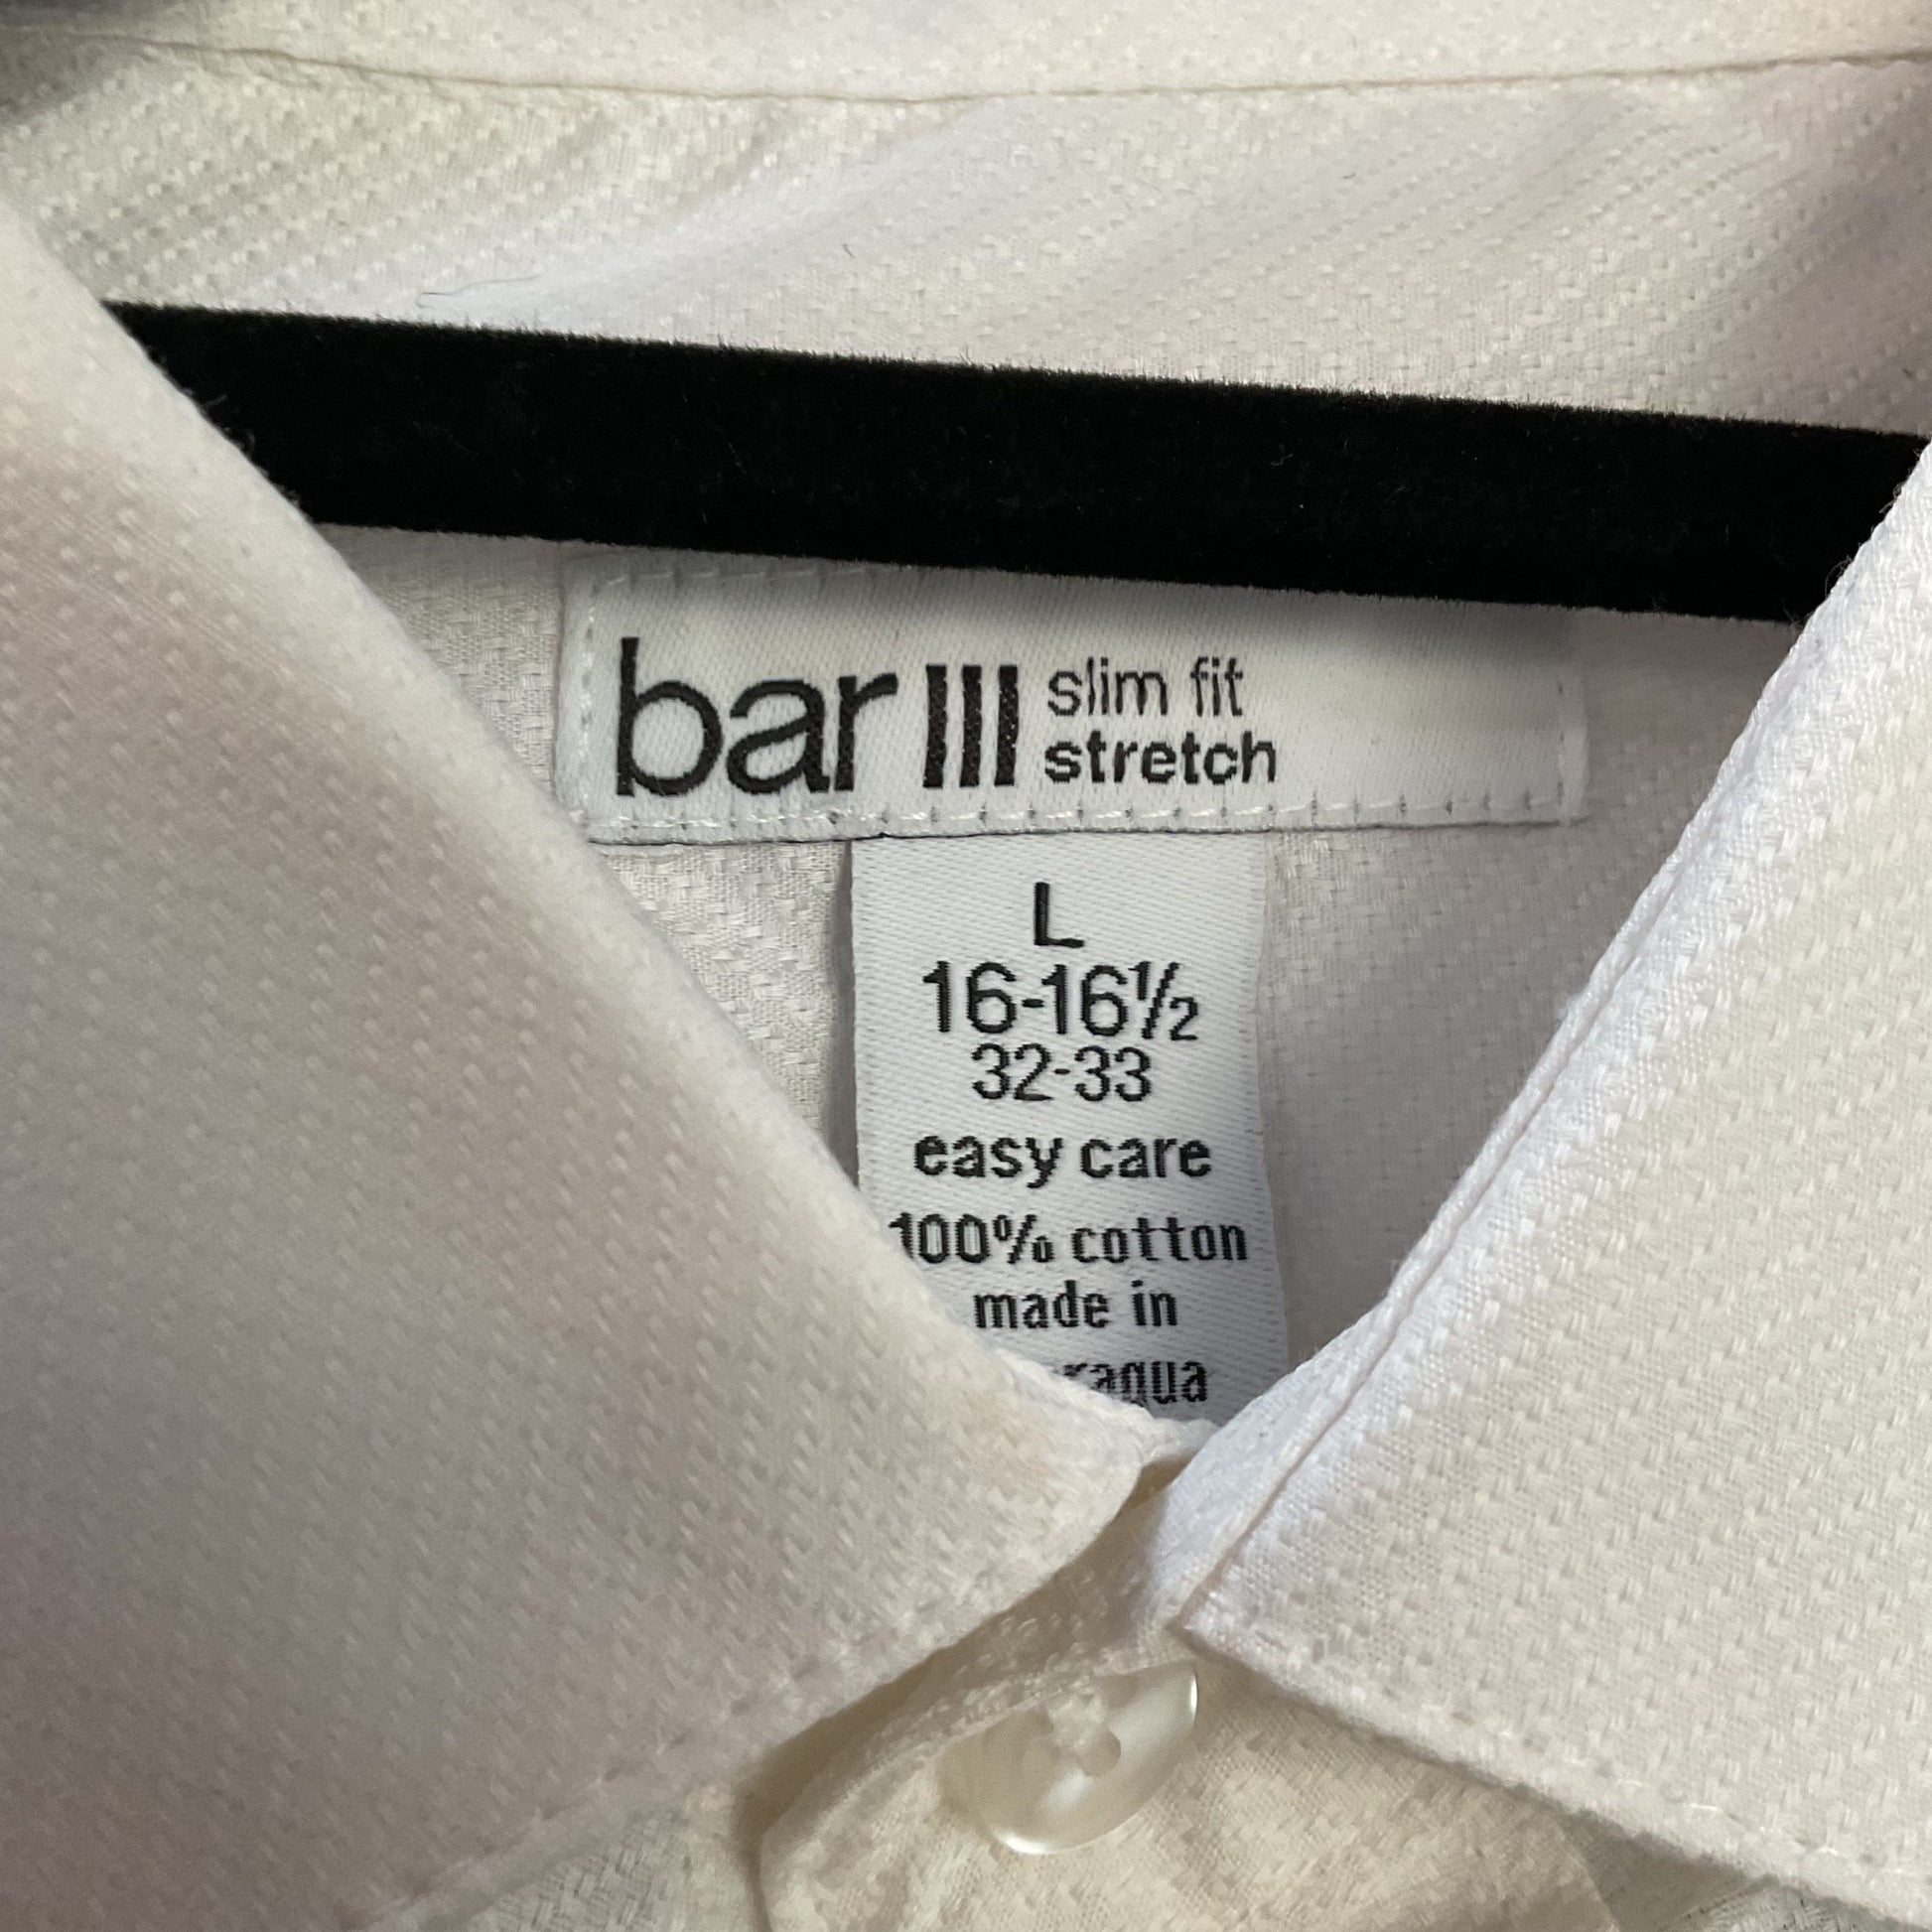 bar III slim fit
stretch
L
16-16½
32-33
easy care
100% cotton
made in